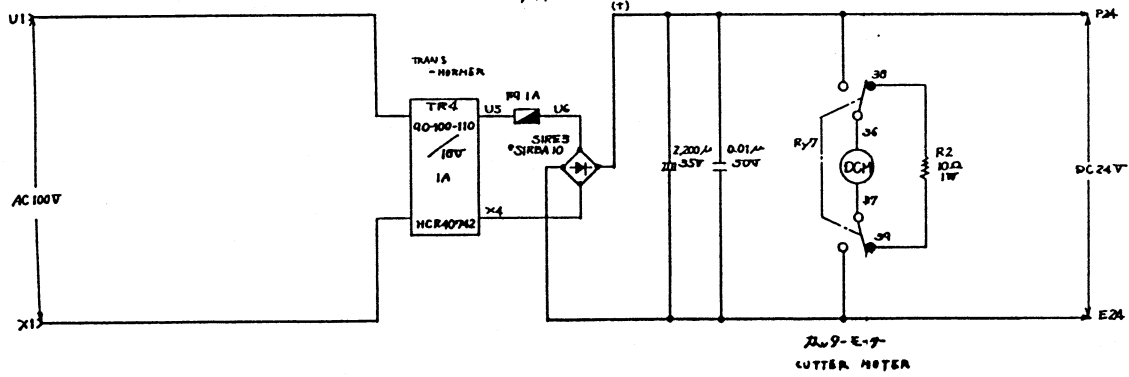 U1
(+)
P24
TRANS
-HORMER
TR4
90-100-110
18V
1A
HCR40742
U5
F9 1A
U6
SIRE3
SIRBA10
X4
2,200μ
35V
0.01μ
50V
Ry7
38
36
DCM
37
39
R2
10Ω
1W
AC100V
DC24V
X1
E24
カッターモーター
CUTTER MOTER